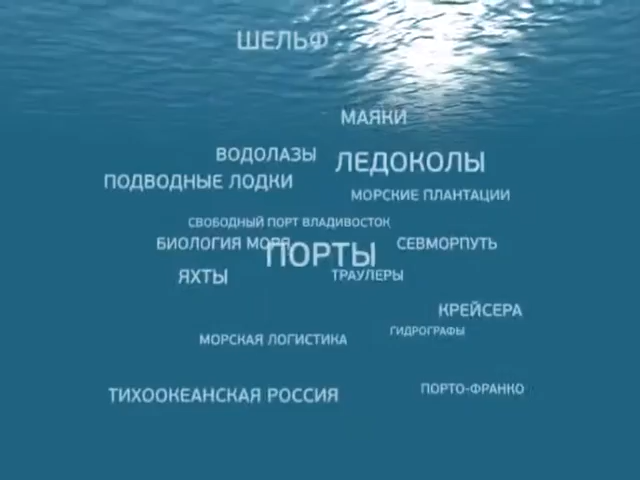 ШЕЛЬФ
МАЯКИ
ВОДОЛАЗЫ
ЛЕДОКОЛЫ
ПОДВОДНЫЕ ЛОДКИ
МОРСКИЕ ПЛАНТАЦИИ
СВОБОДНЫЙ ПОРТ ВЛАДИВОСТОК
БИОЛОГИЯ МОРЯ
СЕВМОРПУТЬ
ПОРТЫ
ЯХТЫ
ТРАУЛЕРЫ
КРЕЙСЕРА
ГИДРОГРАФЫ
МОРСКАЯ ЛОГИСТИКА
ПОРТО-ФРАНКО
ТИХООКЕАНСКАЯ РОССИЯ